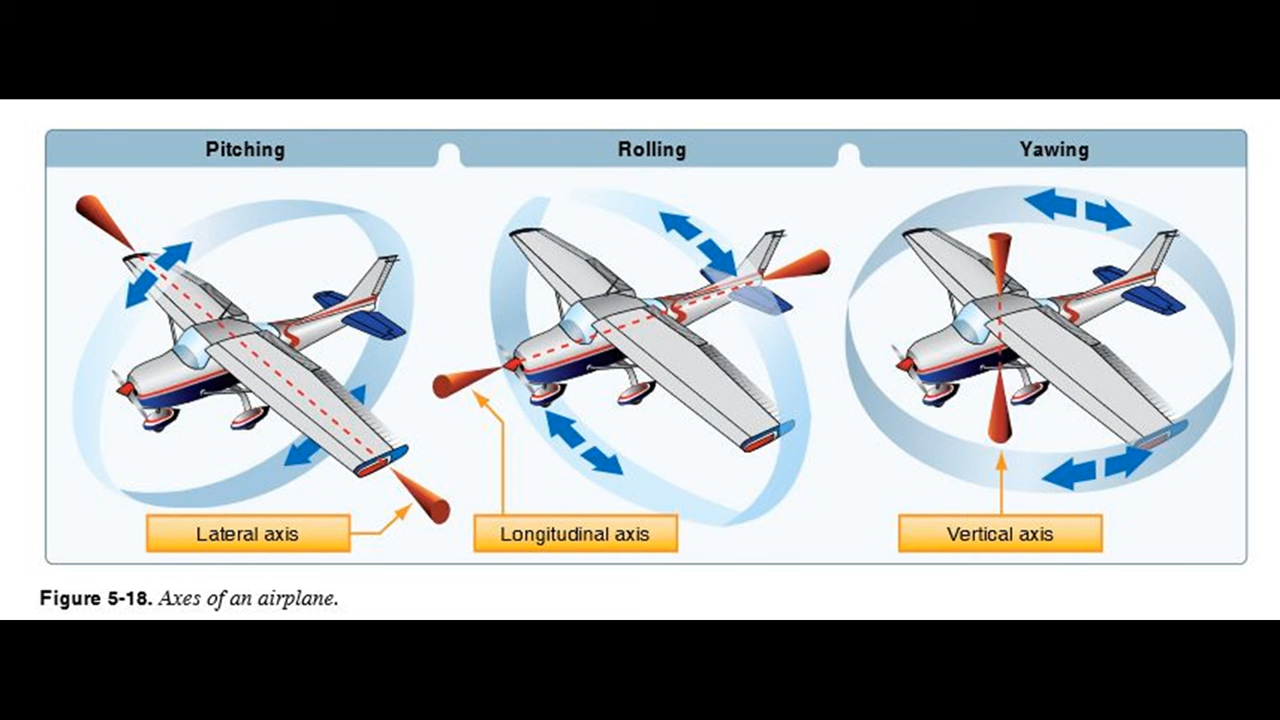 Pitching
Rolling
Yawing
Lateral axis
Longitudinal axis
Vertical axis
Figure 5-18. Axes of an airplane.